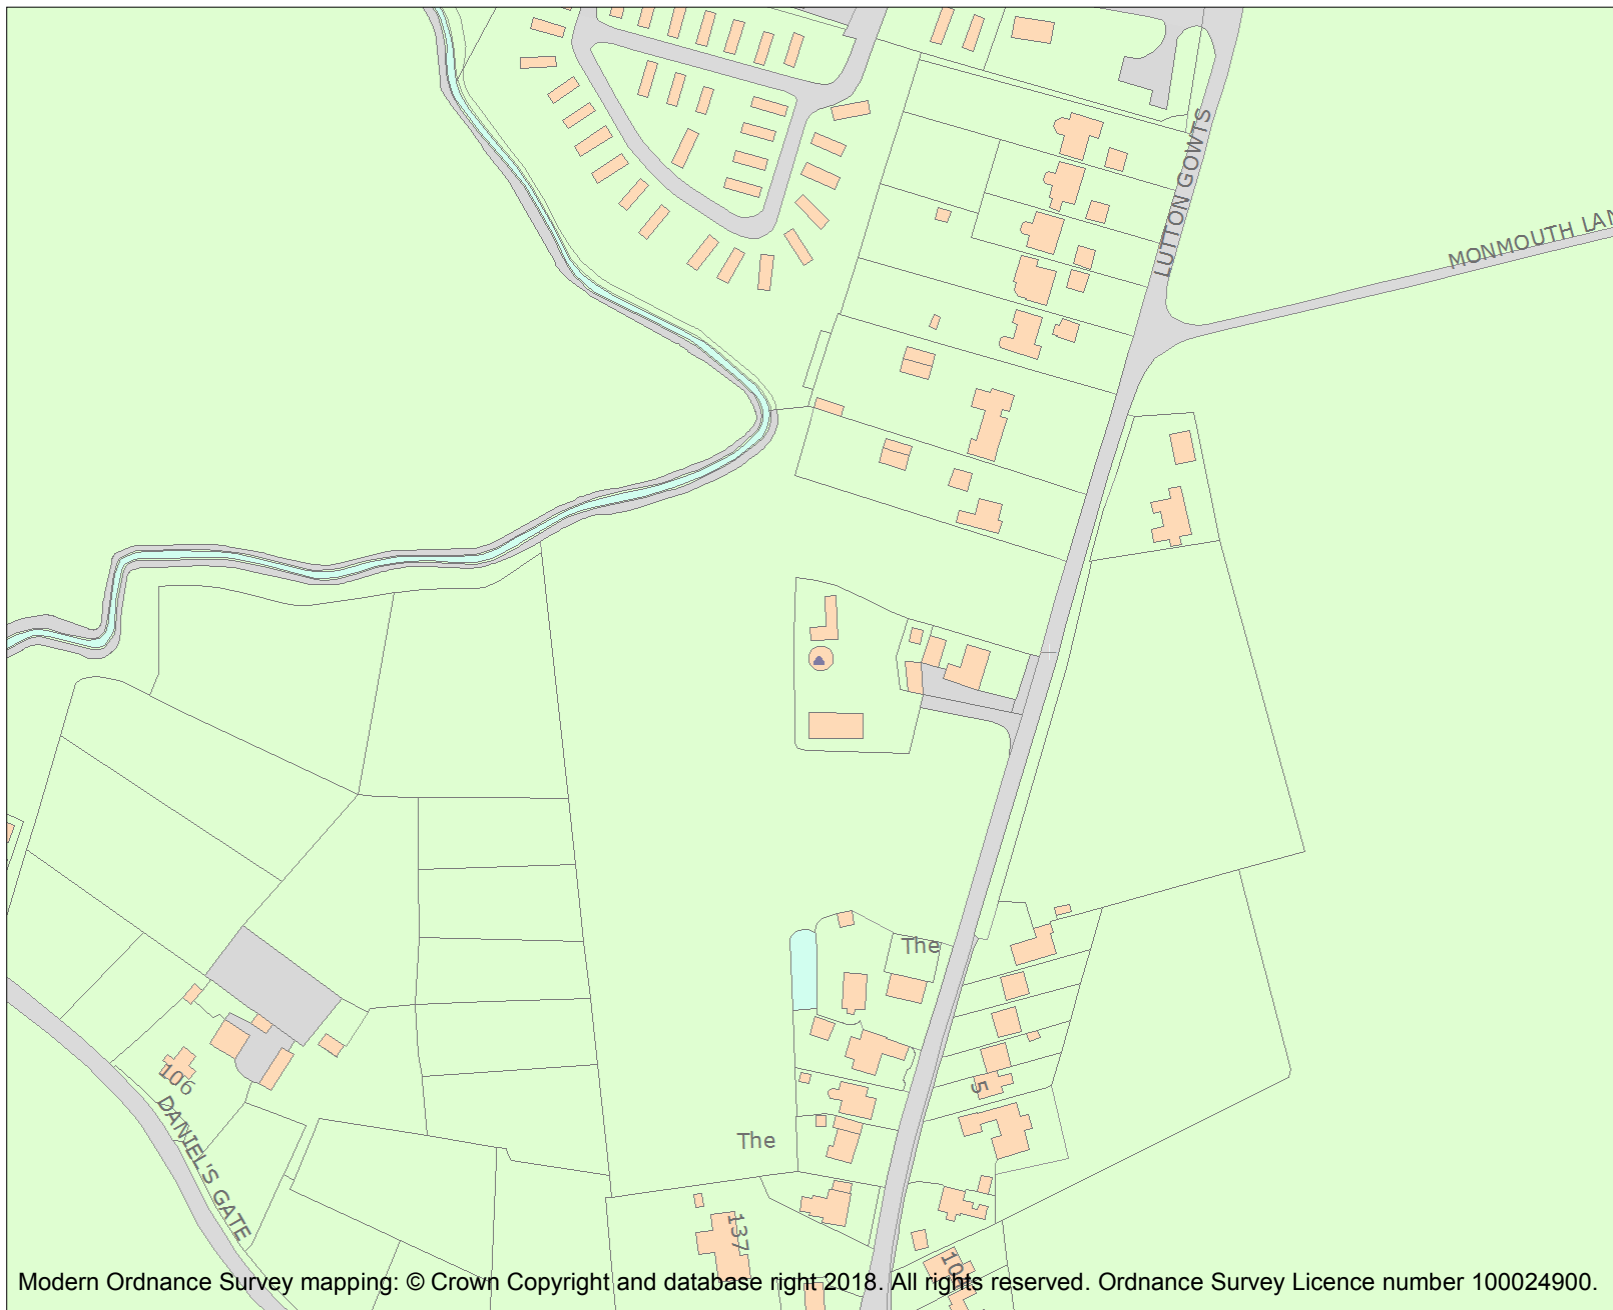 LUTTON GOWTS
MONMOUTH LAN
The
106
5
DANIEL'S GATE
The
137
Modern Ordnance Survey mapping: © Crown Copyright and database right 2018. All rights reserved. Ordnance Survey Licence number 100024900.